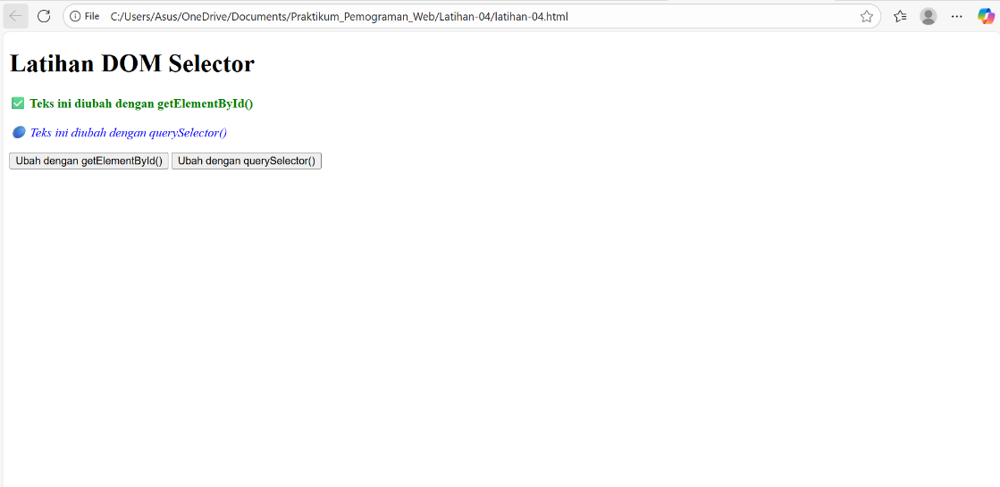 File C:/Users/Asus/OneDrive/Documents/Praktikum_Pemograman_Web/Latihan-04/latihan-04.html
Latihan DOM Selector
✅ Teks ini diubah dengan getElementById()
🔵 Teks ini diubah dengan querySelector()
Ubah dengan getElementById() Ubah dengan querySelector()